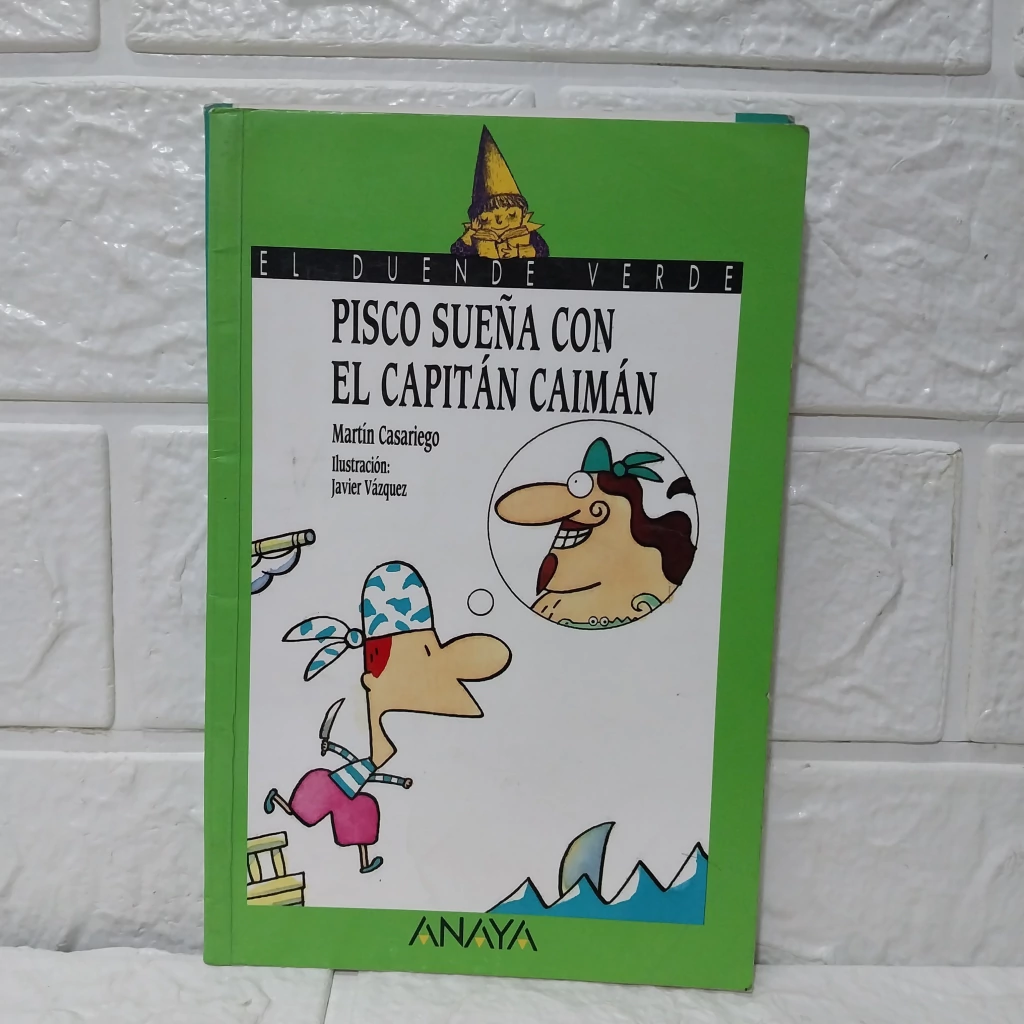 EL DUENDE VERDE
PISCO SUEÑA CON
EL CAPITÁN CAIMÁN
Martín Casariego
Ilustración:
Javier Vázquez
ANAYA